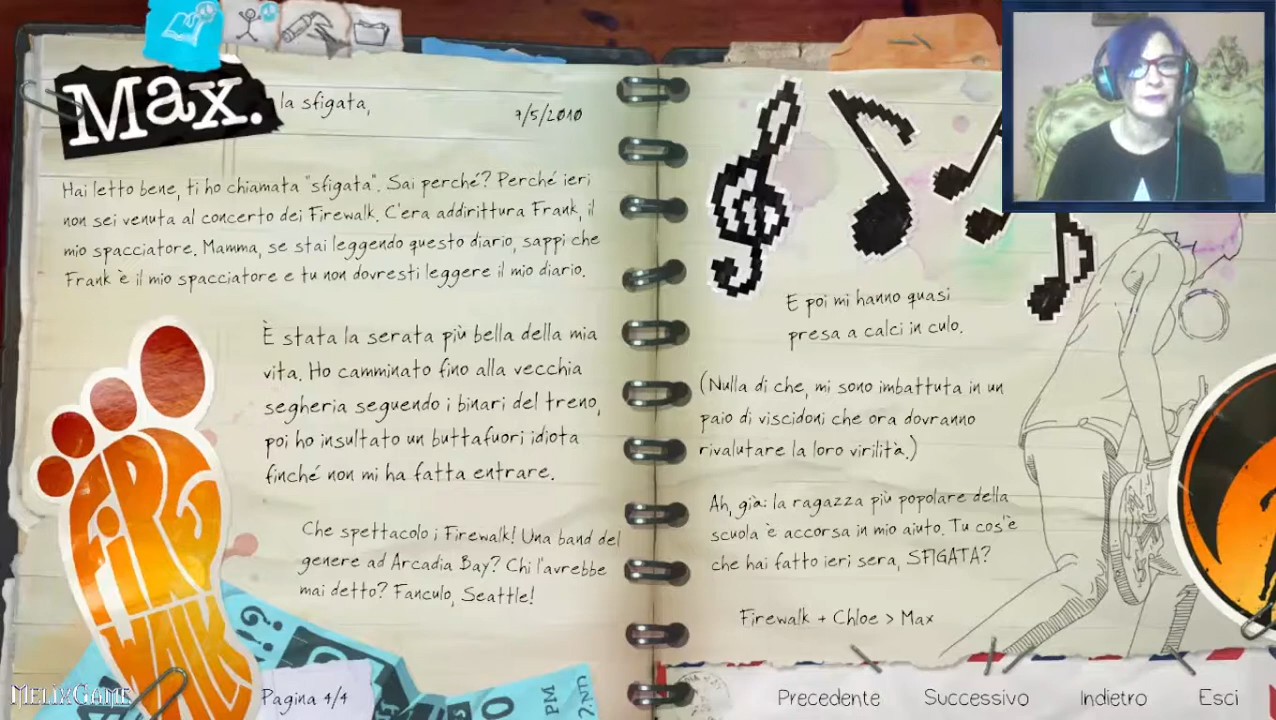 Max.
la sfigata,
7/5/2010
Hai letto bene, ti ho chiamata "sfigata". Sai perché? Perché ieri
non sei venuta al concerto dei Firewalk. C'era addirittura Frank, il
mio spacciatore. Mamma, se stai leggendo questo diario, sappi che
Frank è il mio spacciatore e tu non dovresti leggere il mio diario.
È stata la serata più bella della mia
vita. Ho camminato fino alla vecchia
segheria seguendo i binari del treno,
poi ho insultato un buttafuori idiota
finché non mi ha fatta entrare.
Che spettacolo i Firewalk! Una band del
genere ad Arcadia Bay? Chi l'avrebbe
mai detto? Fanculo, Seattle!
FIRE
WALK
Pagina 4/4
PM
MelixGame
E poi mi hanno quasi
presa a calci in culo.
(Nulla di che, mi sono imbattuta in un
paio di viscidoni che ora dovranno
rivalutare la loro virilità.)
Ah, già: la ragazza più popolare della
scuola è accorsa in mio aiuto. Tu cos'è
che hai fatto ieri sera, SFIGATA?
Firewalk + Chloe > Max
Precedente
Successivo
Indietro
Esci